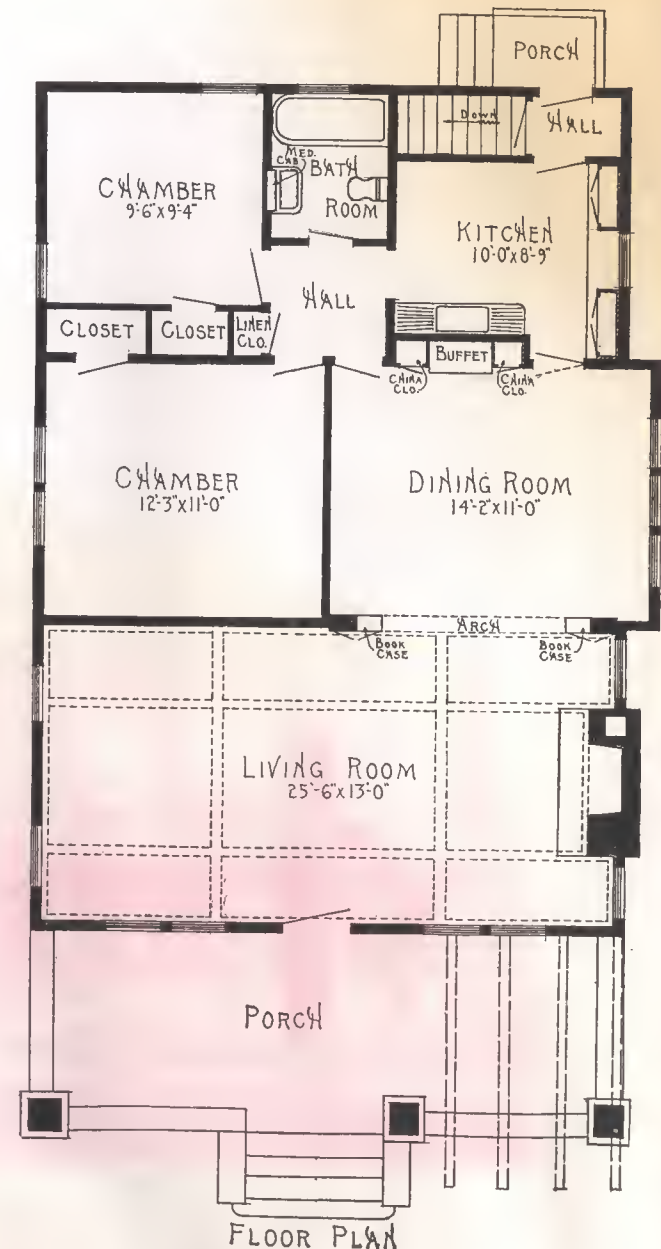 PORCH
DOWN
HALL
MED.
CAB.
BATH
ROOM
CHAMBER
9'-6"x9'-4"
KITCHEN
10'-0"x8'-9"
HALL
CLOSET
CLOSET
LINEN
CLO.
BUFFET
CHINA
CLO.
CHINA
CLO.
CHAMBER
12'-3"x11'-0"
DINING ROOM
14'-2"x11'-0"
ARCH
BOOK
CASE
BOOK
CASE
LIVING ROOM
25'-6"x13'-0"
PORCH
FLOOR PLAN